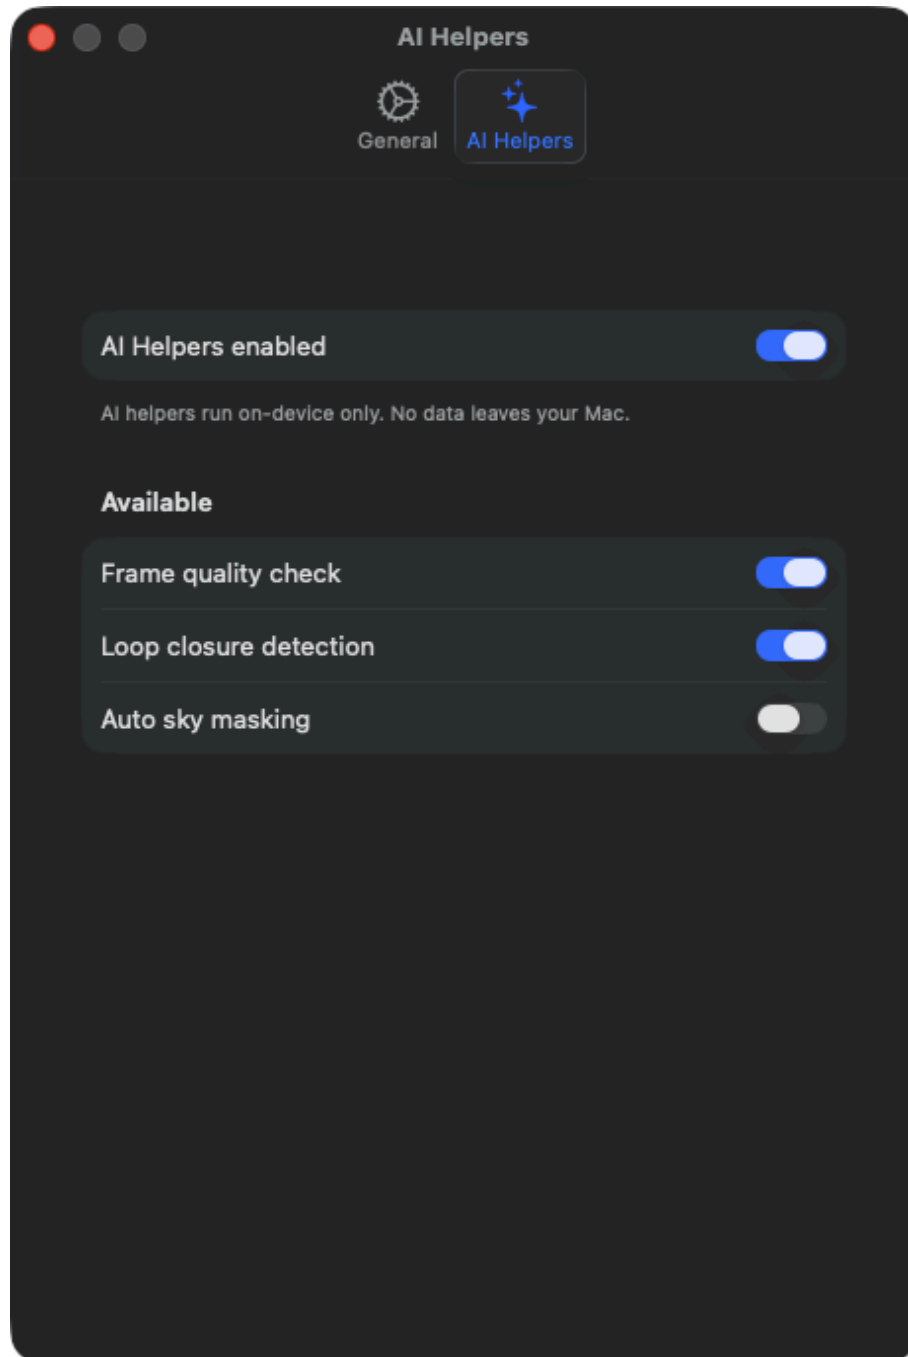 AI Helpers
General
AI Helpers
AI Helpers enabled
AI helpers run on-device only. No data leaves your Mac.
Available
Frame quality check
Loop closure detection
Auto sky masking